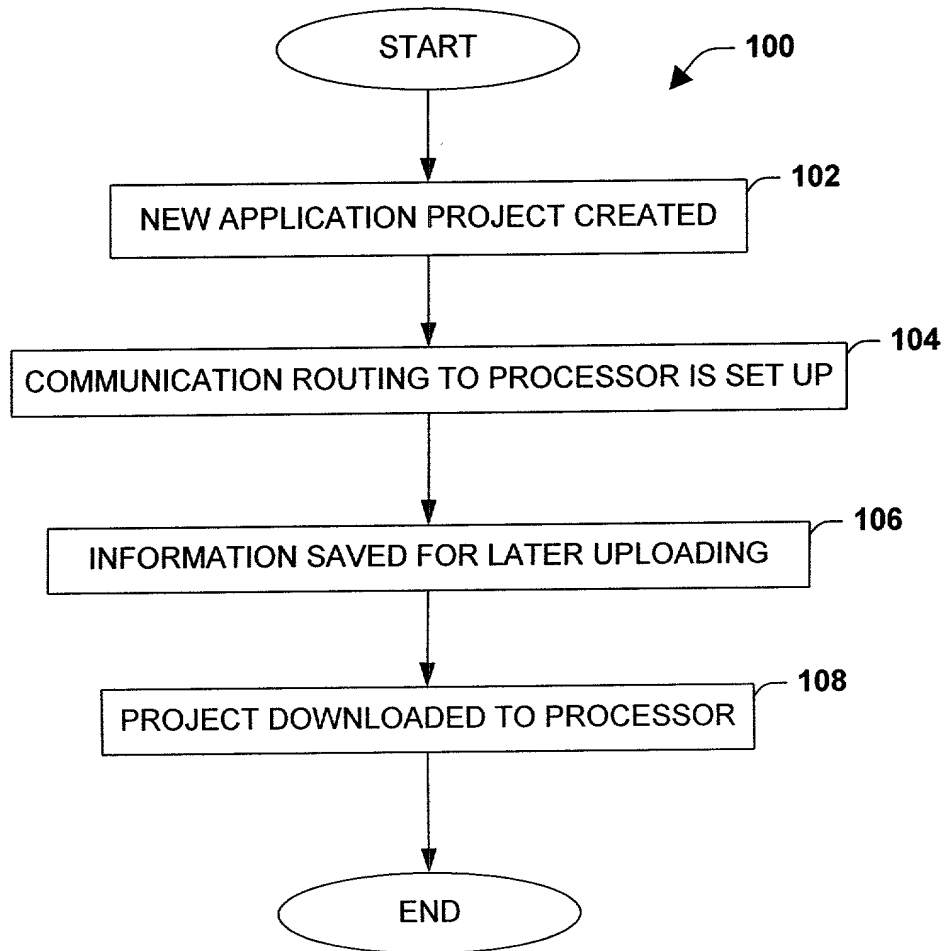 START
100
102
NEW APPLICATION PROJECT CREATED
104
COMMUNICATION ROUTING TO PROCESSOR IS SET UP
106
INFORMATION SAVED FOR LATER UPLOADING
108
PROJECT DOWNLOADED TO PROCESSOR
END